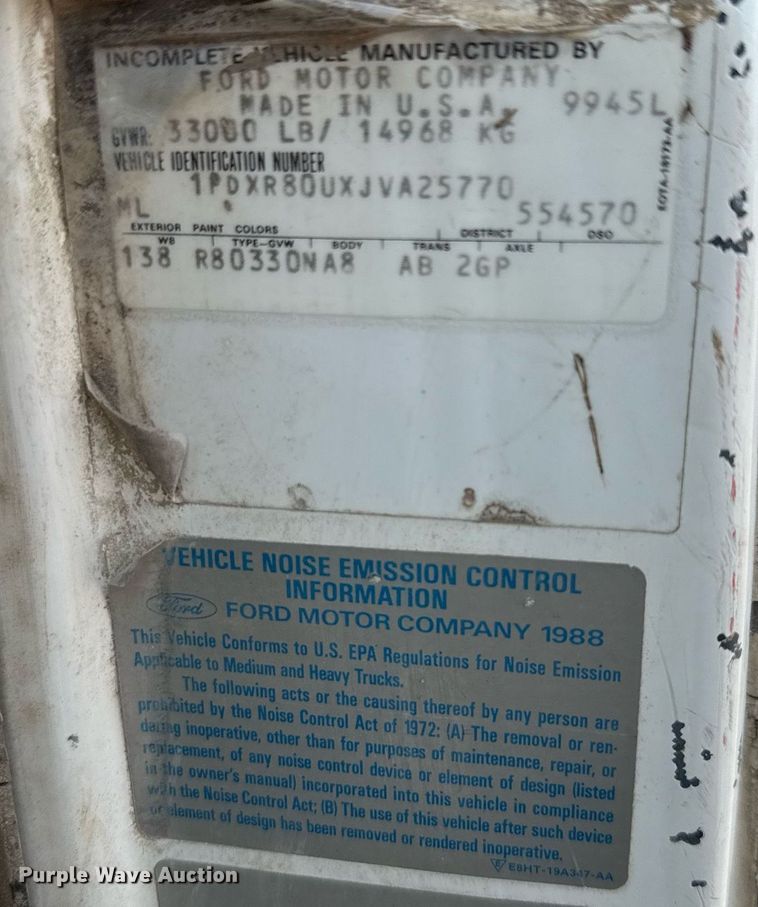 INCOMPLETE VEHICLE MANUFACTURED BY
FORD MOTOR COMPANY
MADE IN U.S.A. 9945L
GVWR: 33000 LB/ 14968 KG
VEHICLE IDENTIFICATION NUMBER
1PDXR80UXJVA25770
ML 554570
EXTERIOR PAINT COLORS DISTRICT DSO
WB TYPE-GVW BODY TRANS AXLE
138 R80330NA8 AB 2GP
VEHICLE NOISE EMISSION CONTROL
INFORMATION
Ford FORD MOTOR COMPANY 1988
This Vehicle Conforms to U.S. EPA Regulations for Noise Emission
Applicable to Medium and Heavy Trucks.
The following acts or the causing thereof by any person are
prohibited by the Noise Control Act of 1972: (A) The removal or ren-
dering inoperative, other than for purposes of maintenance, repair, or
replacement, of any noise control device or element of design (listed
in the owner's manual) incorporated into this vehicle in compliance
with the Noise Control Act; (B) The use of this vehicle after such device
or element of design has been removed or rendered inoperative.
E8HT-19A347-AA
Purple Wave Auction